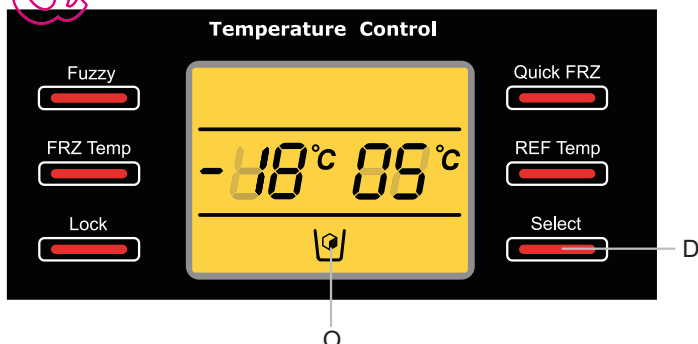 Temperature Control
Fuzzy
Quick FRZ
FRZ Temp
-18°C 05°C
REF Temp
Lock
Select
D
O